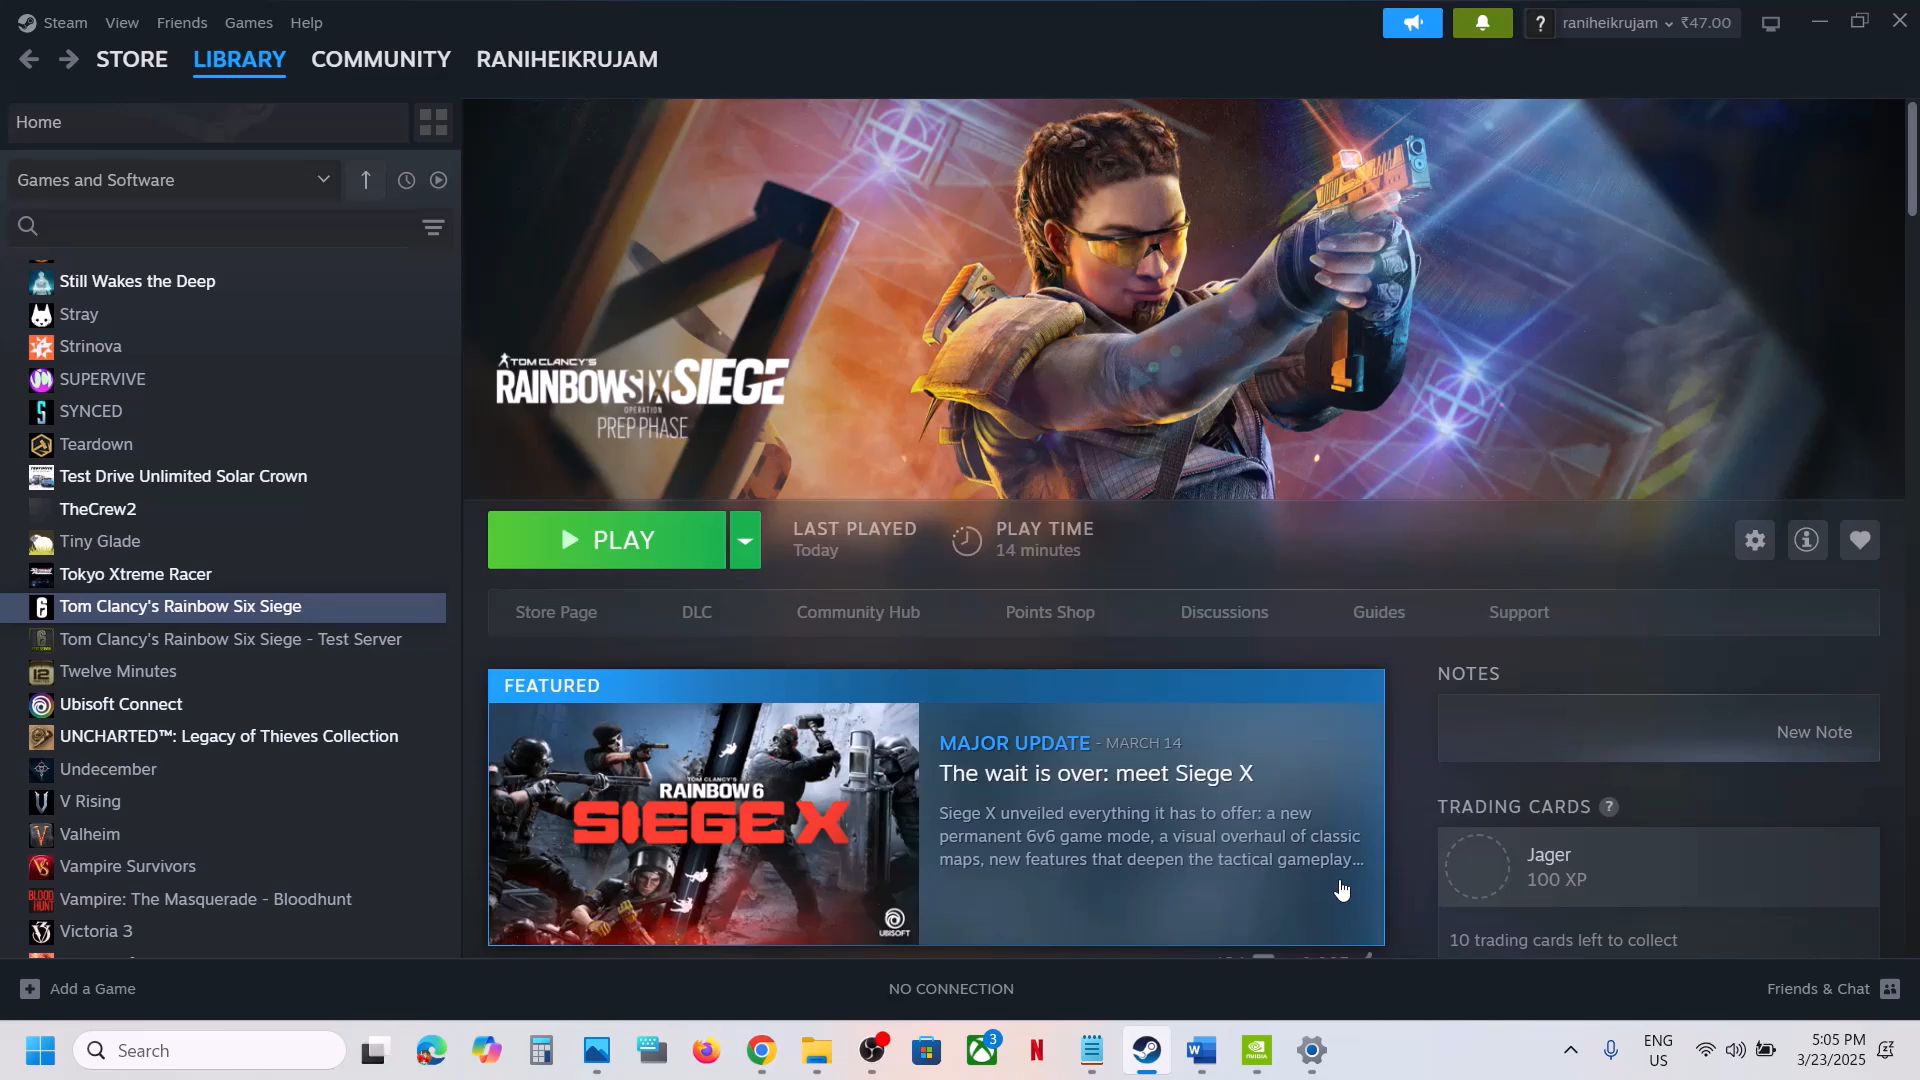 Steam View Friends Games Help
? raniheikrujam ₹47.00
STORE LIBRARY COMMUNITY RANIHEIKRUJAM
Home
Games and Software
Still Wakes the Deep
Stray
Strinova
SUPERVIVE
SYNCED
Teardown
Test Drive Unlimited Solar Crown
TheCrew2
Tiny Glade
Tokyo Xtreme Racer
Tom Clancy's Rainbow Six Siege
Tom Clancy's Rainbow Six Siege - Test Server
Twelve Minutes
Ubisoft Connect
UNCHARTED™: Legacy of Thieves Collection
Undecember
V Rising
Valheim
Vampire Survivors
Vampire: The Masquerade - Bloodhunt
Victoria 3
TOM CLANCY'S
RAINBOW SIX SIEGE
OPERATION
PREP PHASE
PLAY
LAST PLAYED
Today
PLAY TIME
14 minutes
Store Page DLC Community Hub Points Shop Discussions Guides Support
FEATURED
TOM CLANCY'S
RAINBOW 6
SIEGE X
UBISOFT
MAJOR UPDATE - MARCH 14
The wait is over: meet Siege X
Siege X unveiled everything it has to offer: a new
permanent 6v6 game mode, a visual overhaul of classic
maps, new features that deepen the tactical gameplay...
NOTES
New Note
TRADING CARDS ?
Jager
100 XP
10 trading cards left to collect
Add a Game
NO CONNECTION
Friends & Chat
Search
3
ENG
US
5:05 PM
3/23/2025